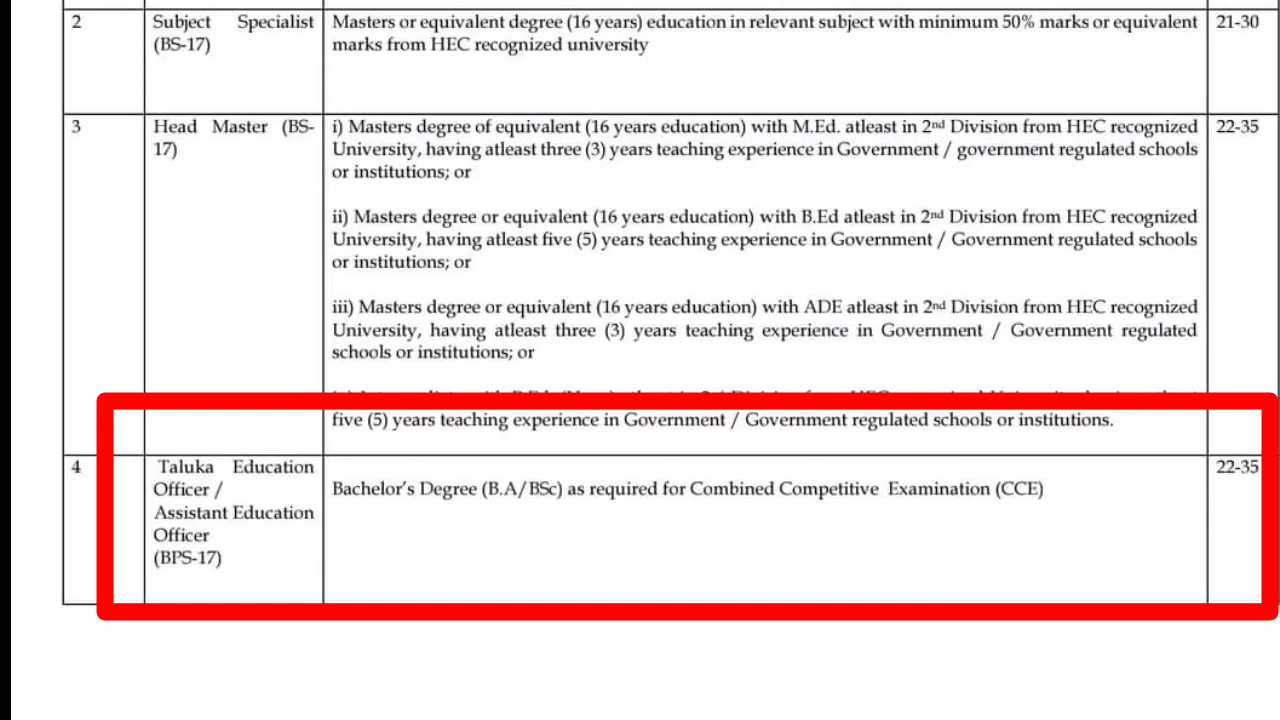 2
Subject Specialist
(BS-17)
Masters or equivalent degree (16 years) education in relevant subject with minimum 50% marks or equivalent
marks from HEC recognized university
21-30
3
Head Master (BS-
17)
i) Masters degree of equivalent (16 years education) with M.Ed. atleast in 2nd Division from HEC recognized
University, having atleast three (3) years teaching experience in Government / government regulated schools
or institutions; or
ii) Masters degree or equivalent (16 years education) with B.Ed atleast in 2nd Division from HEC recognized
University, having atleast five (5) years teaching experience in Government / Government regulated schools
or institutions; or
iii) Masters degree or equivalent (16 years education) with ADE atleast in 2nd Division from HEC recognized
University, having atleast three (3) years teaching experience in Government / Government regulated
schools or institutions; or
five (5) years teaching experience in Government / Government regulated schools or institutions.
22-35
4
Taluka Education
Officer /
Assistant Education
Officer
(BPS-17)
Bachelor's Degree (B.A/BSc) as required for Combined Competitive Examination (CCE)
22-35